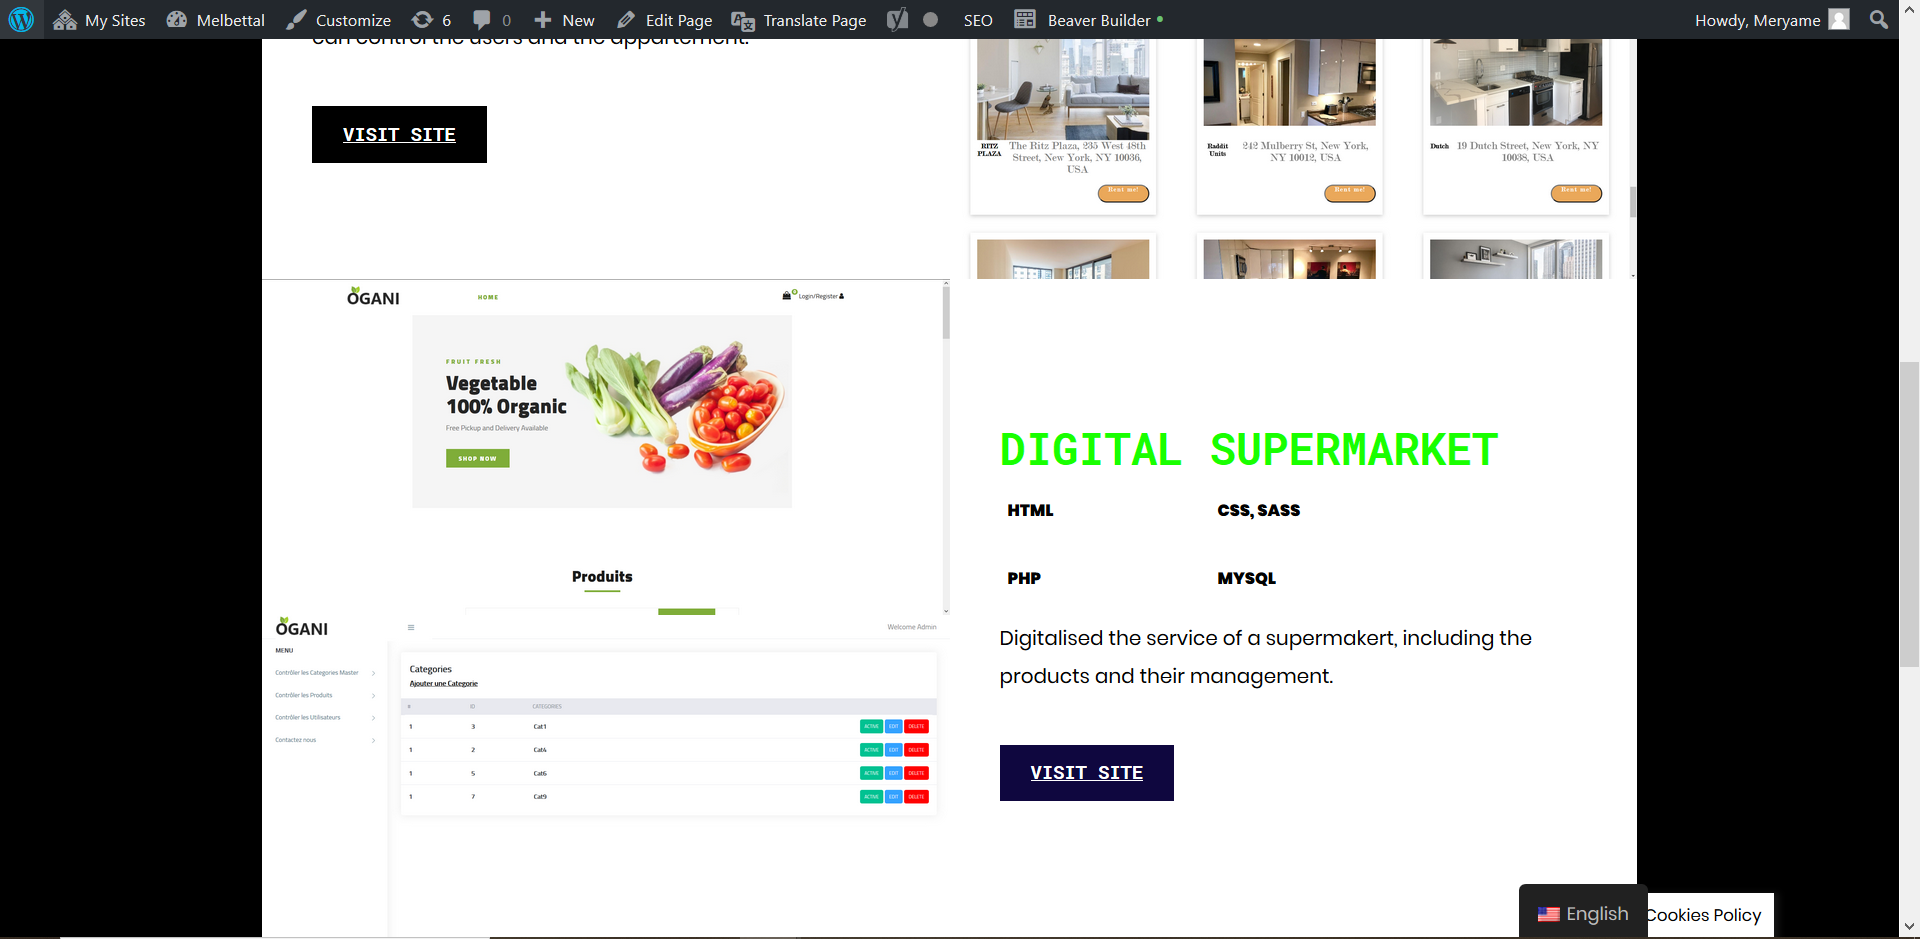 My Sites Melbettal Customize 6 0 New Edit Page Translate Page SEO Beaver Builder Howdy, Meryame
can control the users and the appartement.
VISIT SITE
RITZ PLAZA
The Ritz Plaza, 235 West 48th
Street, New York, NY 10036,
USA
Rent me!
Raddit
Units
242 Mulberry St, New York,
NY 10012, USA
Rent me!
Dutch
19 Dutch Street, New York, NY
10038, USA
Rent me!
OGANI HOME 0 Login/Register
FRUIT FRESH
Vegetable
100% Organic
Free Pickup and Delivery Available
SHOP NOW
Produits
OGANI
MENU
Contrôler les Categories Master
Contrôler les Produits
Contrôler les Utilisateurs
Contactez nous
Welcome Admin
Categories
Ajouter une Categorie
# ID CATEGORIES
1 3 Cat1 ACTIVE EDIT DELETE
1 2 Cat4 ACTIVE EDIT DELETE
1 5 Cat6 ACTIVE EDIT DELETE
1 7 Cat9 ACTIVE EDIT DELETE
DIGITAL SUPERMARKET
HTML CSS, SASS
PHP MYSQL
Digitalised the service of a supermakert, including the
products and their management.
VISIT SITE
English
Cookies Policy